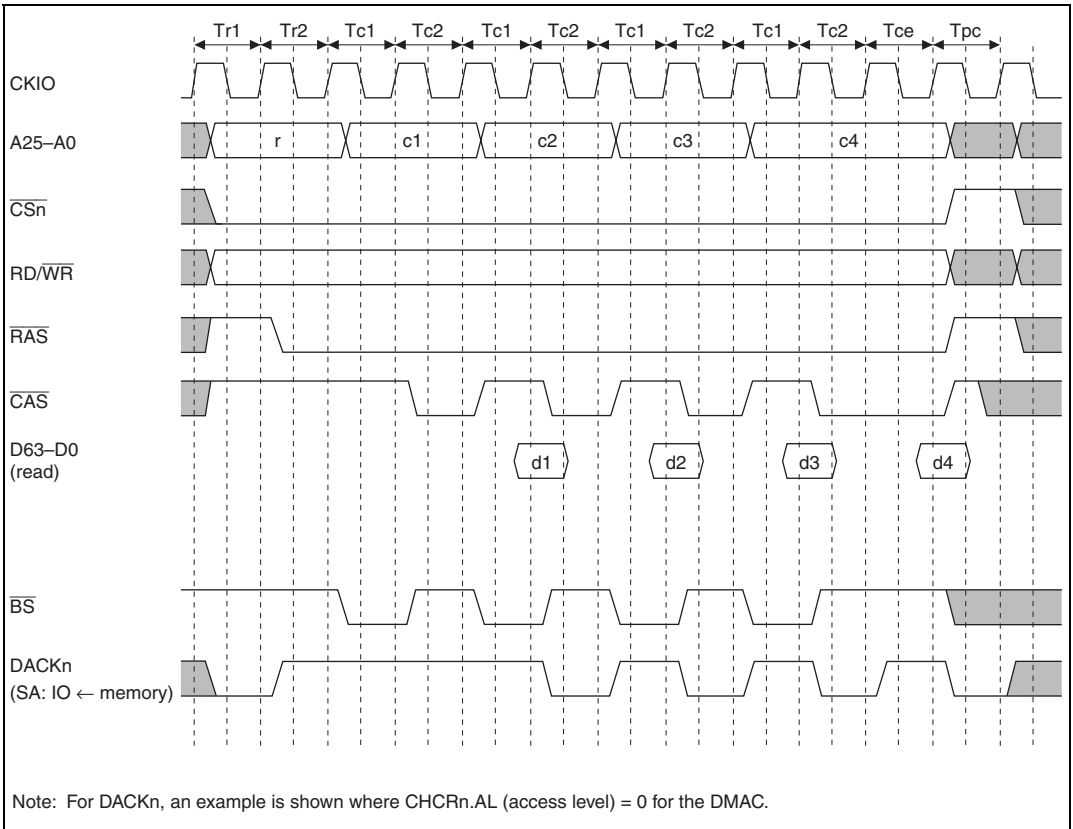 Tr1 Tr2 Tc1 Tc2 Tc1 Tc2 Tc1 Tc2 Tc1 Tc2 Tce Tpc
CKIO
A25–A0 r c1 c2 c3 c4
CSn
RD/WR
RAS
CAS
D63–D0
(read) d1 d2 d3 d4
BS
DACKn
(SA: IO ← memory)
Note: For DACKn, an example is shown where CHCRn.AL (access level) = 0 for the DMAC.